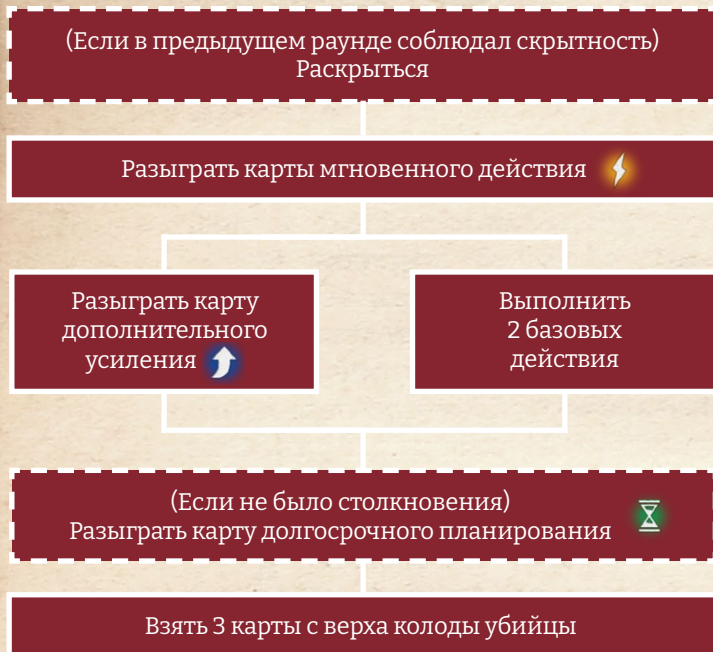 (Если в предыдущем раунде соблюдал скрытность)
Раскрыться
Разыграть карты мгновенного действия
Разыграть карту
дополнительного
усиления
Выполнить
2 базовых
действия
(Если не было столкновения)
Разыграть карту долгосрочного планирования
Взять 3 карты с верха колоды убийцы